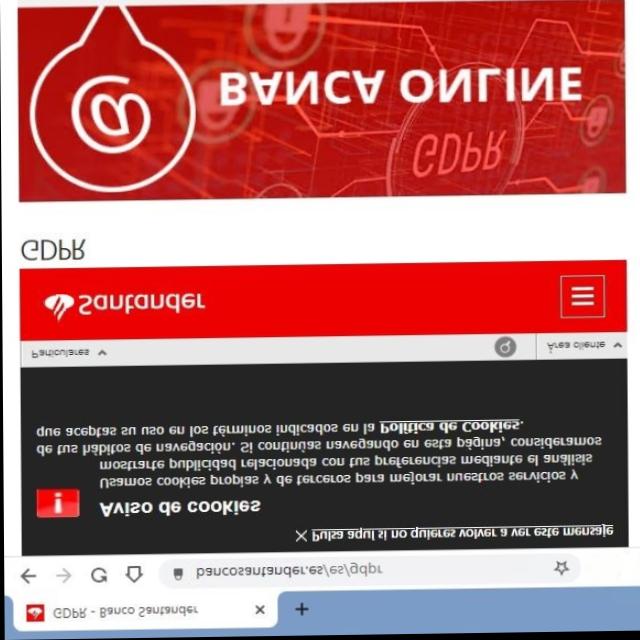 GDPR - Banco Santander
bancosantander.es/es/gdpr
Pulsa aquí si no quieres volver a ver este mensaje
Aviso de cookies
Usamos cookies propias y de terceros para mejorar nuestros servicios y
mostrarte publicidad relacionada con tus preferencias mediante el análisis
de tus hábitos de navegación. Si continúas navegando en esta página, consideramos
que aceptas su uso en los términos indicados en la Política de Cookies.
Particulares
Área cliente
Santander
GDPR
GDPR
BANCA ONLINE